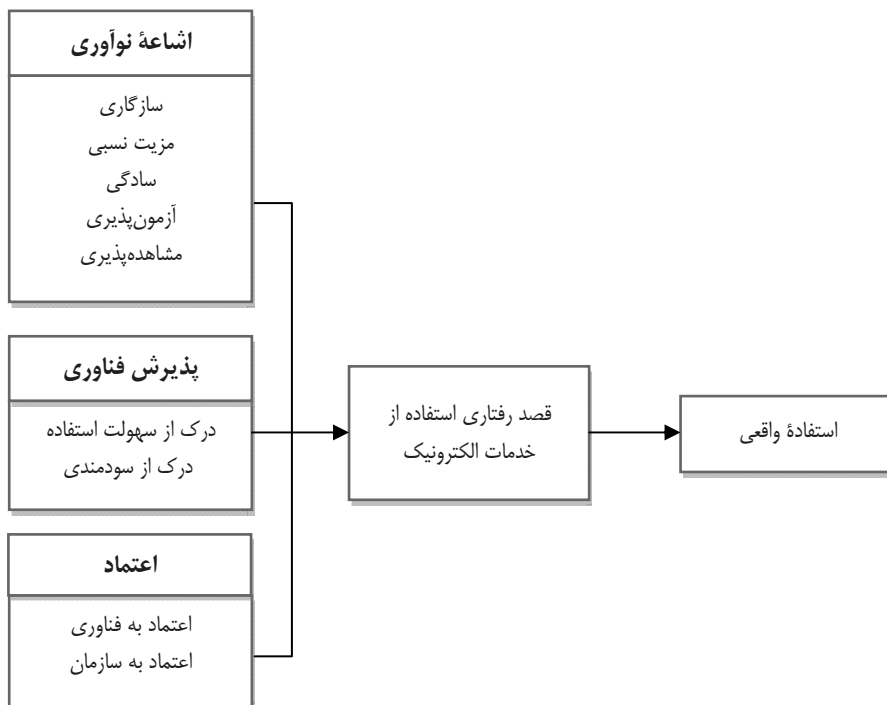 اشاعهٔ نوآوری
سازگاری
مزیت نسبی
سادگی
آزمون‌پذیری
مشاهده‌پذیری
پذیرش فناوری
درک از سهولت استفاده
درک از سودمندی
اعتماد
اعتماد به فناوری
اعتماد به سازمان
قصد رفتاری استفاده از
خدمات الکترونیک
استفادهٔ واقعی